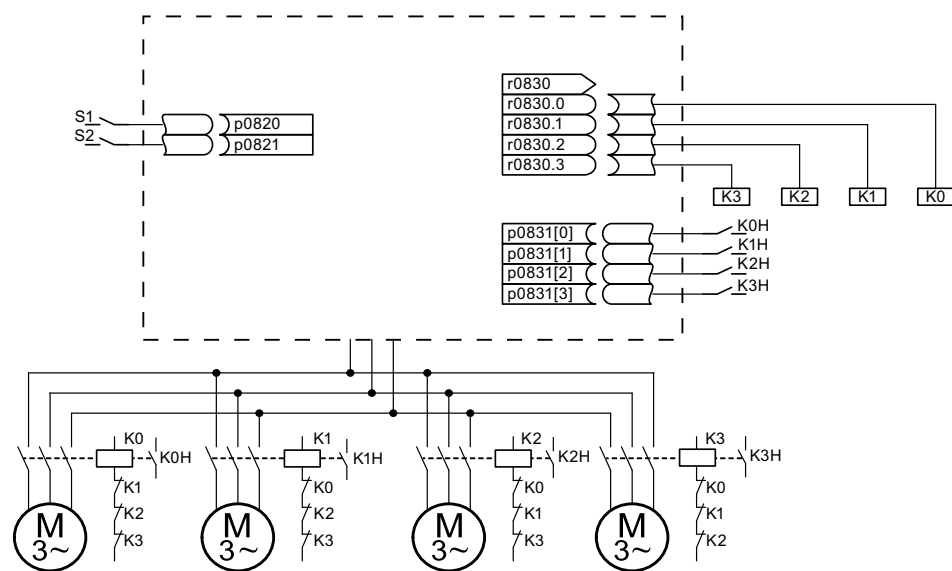 r0830
r0830.0
r0830.1
r0830.2
r0830.3
S1
S2
p0820
p0821
K3 K2 K1 K0
p0831[0]
p0831[1]
p0831[2]
p0831[3]
K0H
K1H
K2H
K3H
K0 K1 K2 K3
K0H K1H K2H K3H
K1 K0 K0 K0
K2 K2 K1 K1
K3 K3 K3 K2
M M M M
3~ 3~ 3~ 3~